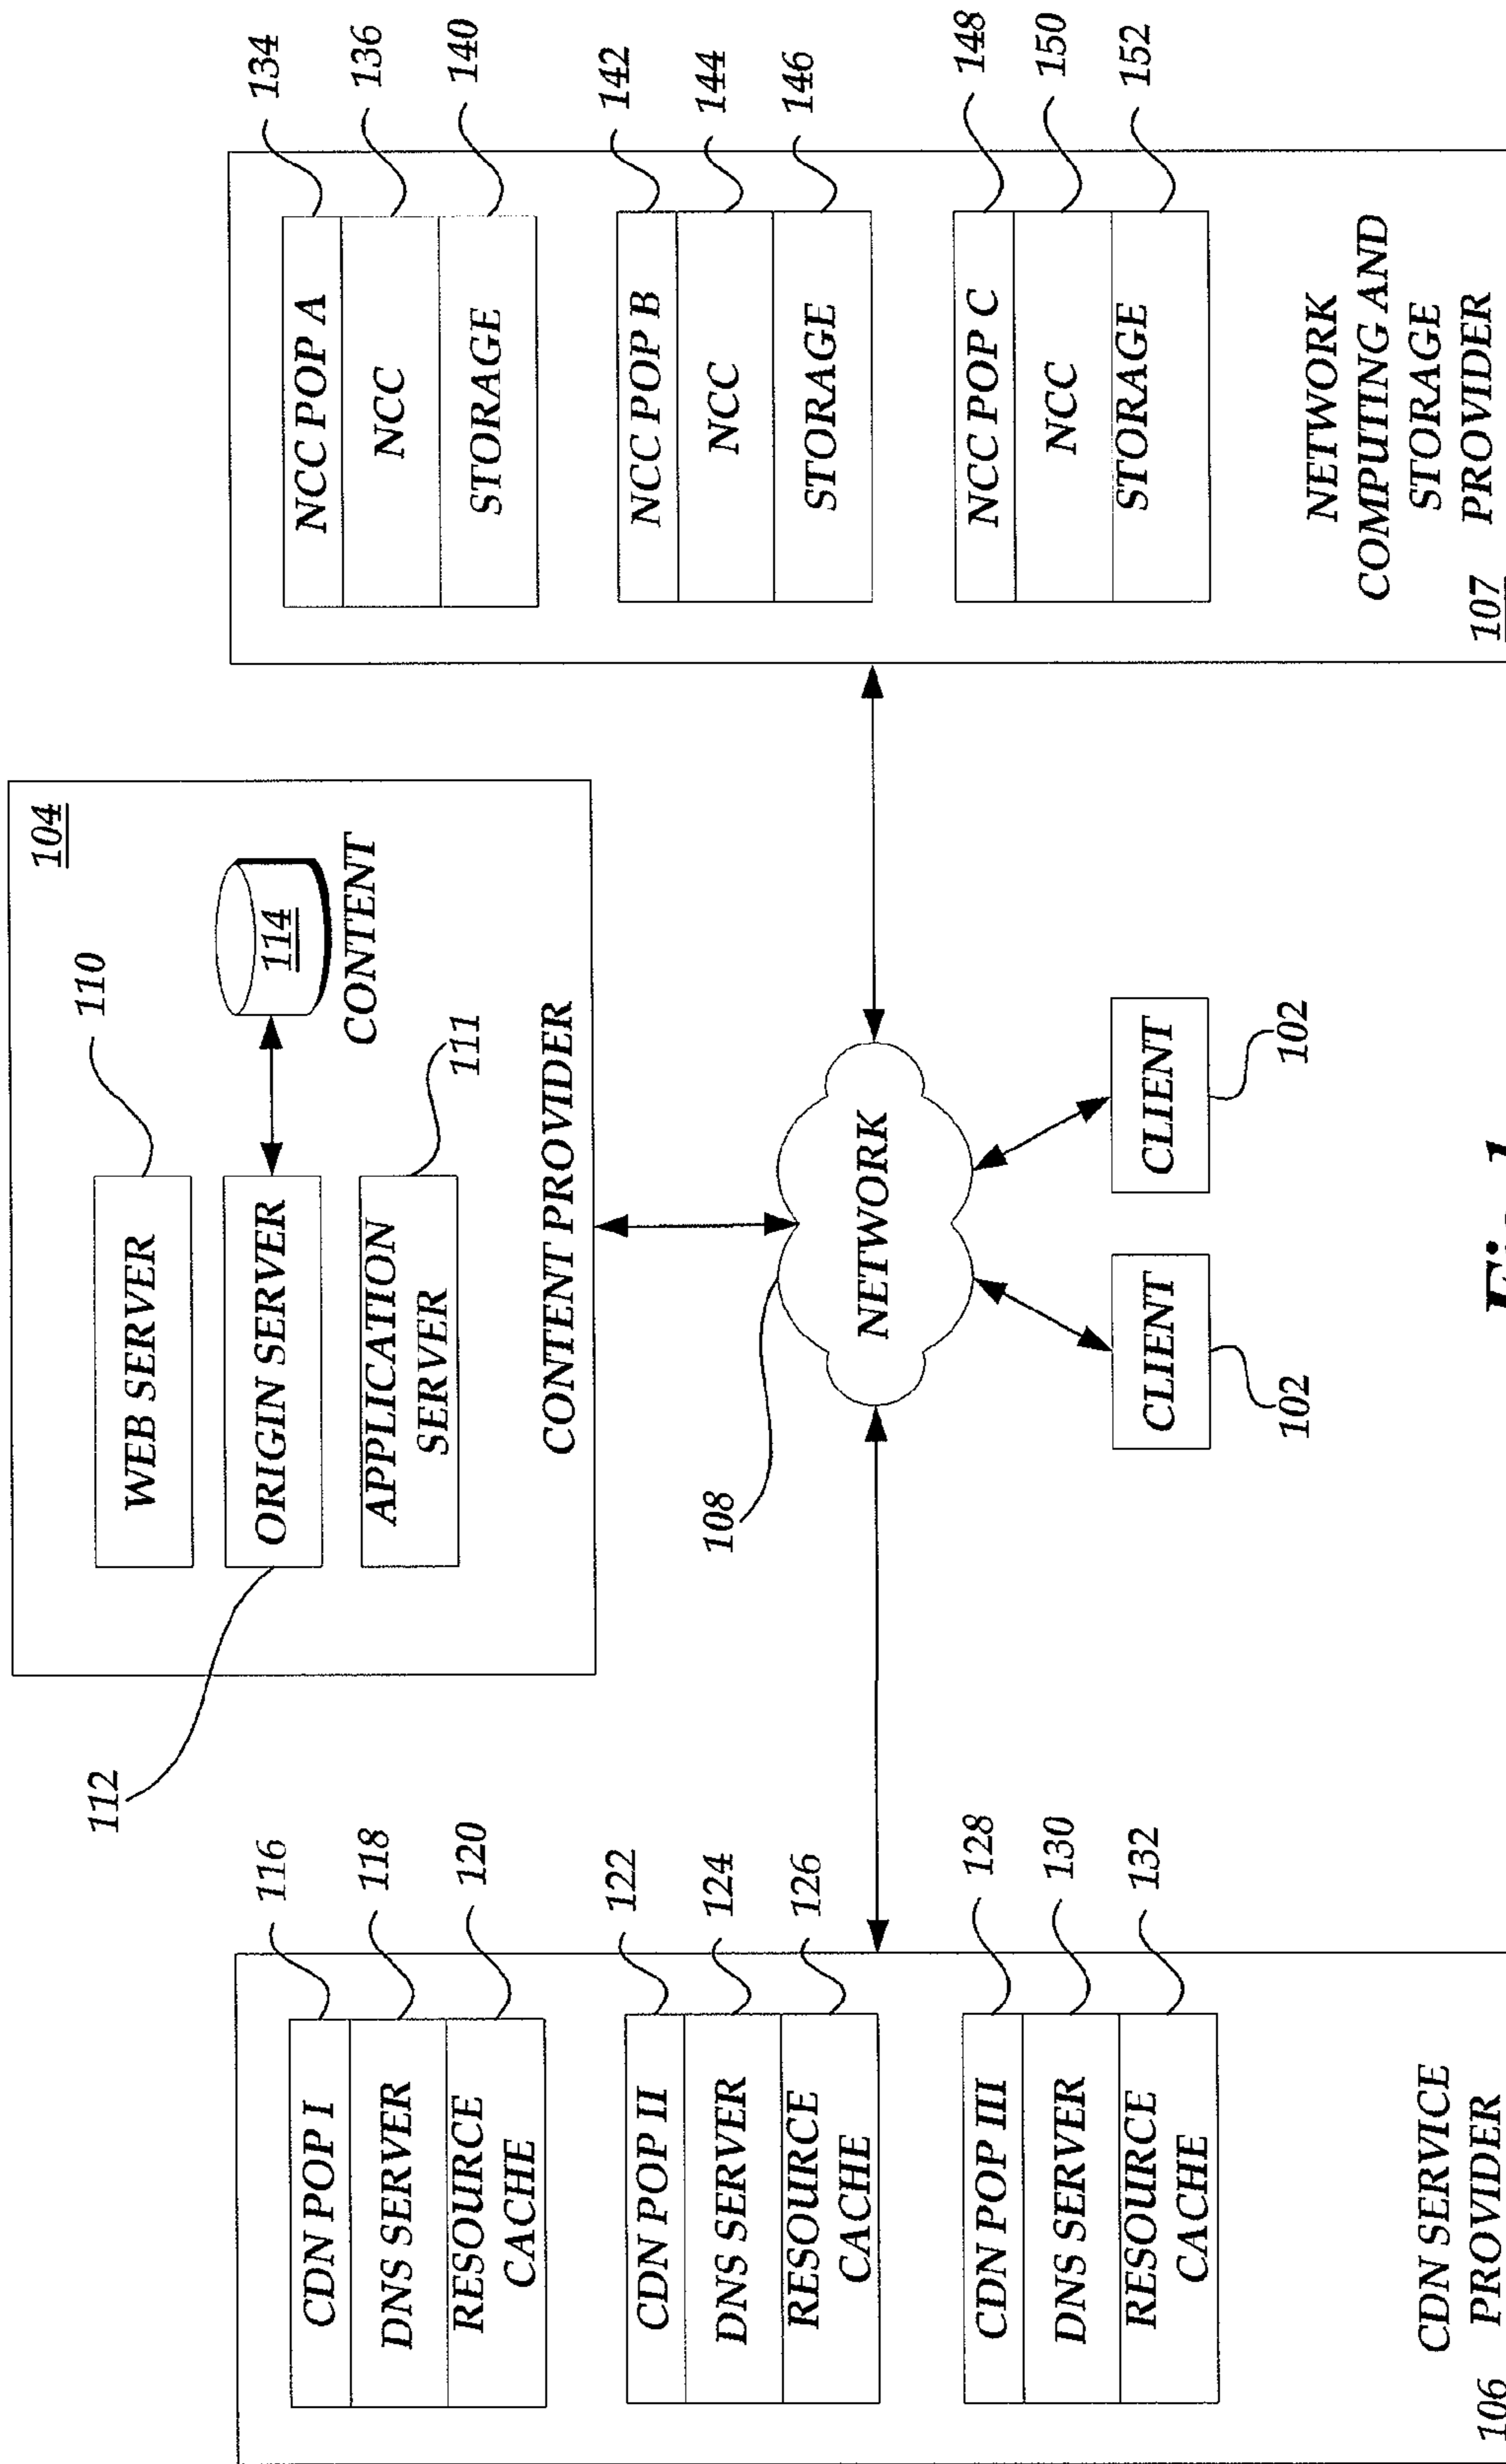 104
WEB SERVER
110
ORIGIN SERVER
112
114
CONTENT
APPLICATION
SERVER
111
CONTENT PROVIDER
CDN POP I
116
DNS SERVER
118
RESOURCE
CACHE
120
CDN POP II
122
DNS SERVER
124
RESOURCE
CACHE
126
CDN POP III
128
DNS SERVER
130
RESOURCE
CACHE
132
CDN SERVICE
PROVIDER
106
108
NETWORK
CLIENT
102
CLIENT
102
NCC POP A
134
NCC
136
STORAGE
140
NCC POP B
142
NCC
144
STORAGE
146
NCC POP C
148
NCC
150
STORAGE
152
NETWORK
COMPUTING AND
STORAGE
PROVIDER
107